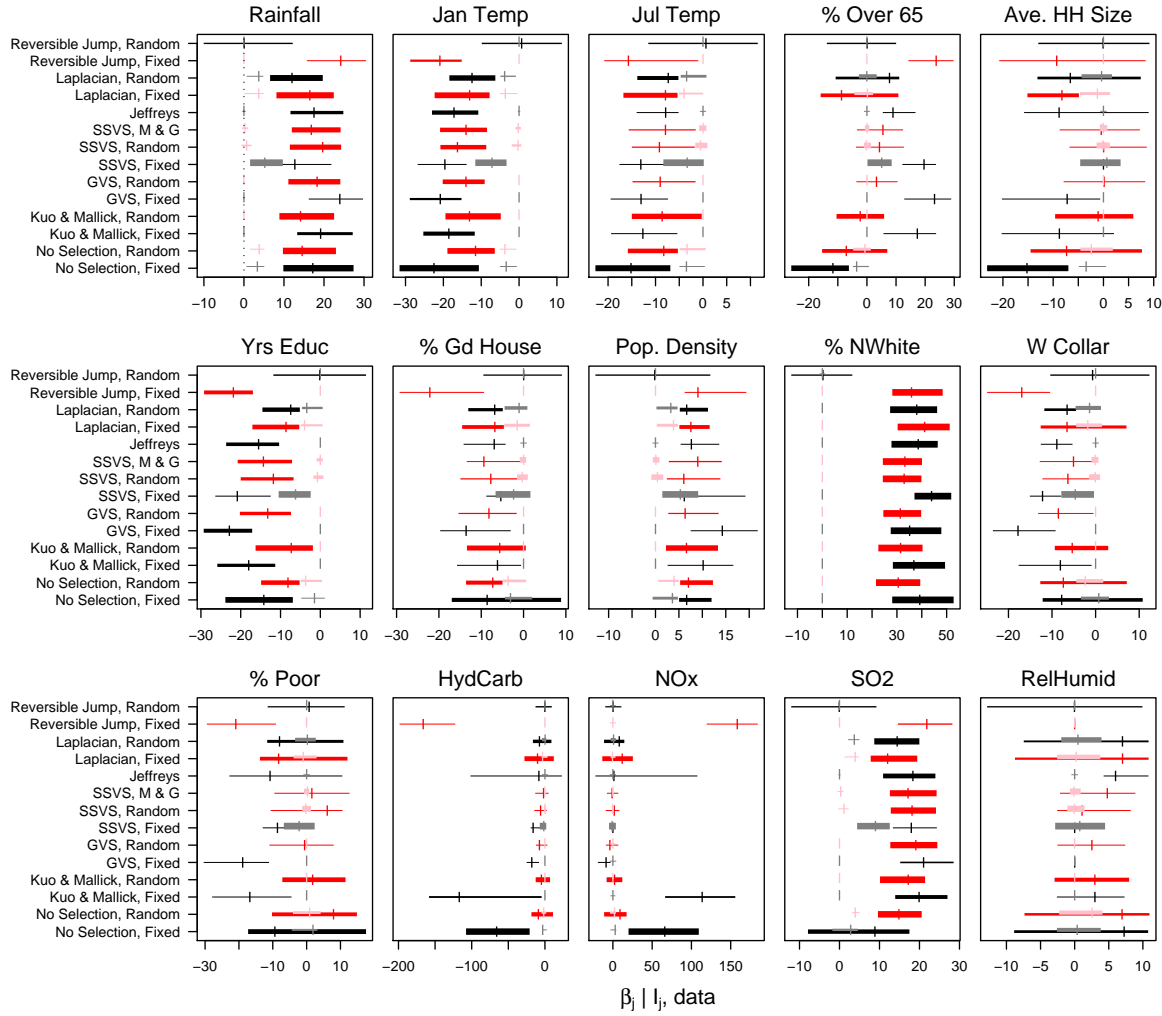 Rainfall Jan Temp Jul Temp % Over 65 Ave. HH Size
Reversible Jump, Random
Reversible Jump, Fixed
Laplacian, Random
Laplacian, Fixed
Jeffreys
SSVS, M & G
SSVS, Random
SSVS, Fixed
GVS, Random
GVS, Fixed
Kuo & Mallick, Random
Kuo & Mallick, Fixed
No Selection, Random
No Selection, Fixed
−10 0 10 20 30 −30 −20 −10 0 10 −20 −10 0 10 −20 −10 0 10 20 30 −20 −15 −10 −5 0 5 10
Yrs Educ % Gd House Pop. Density % NWhite W Collar
Reversible Jump, Random
Reversible Jump, Fixed
Laplacian, Random
Laplacian, Fixed
Jeffreys
SSVS, M & G
SSVS, Random
SSVS, Fixed
GVS, Random
GVS, Fixed
Kuo & Mallick, Random
Kuo & Mallick, Fixed
No Selection, Random
No Selection, Fixed
−30 −20 −10 0 10 −30 −20 −10 0 10 −10 0 5 10 20 −10 0 10 20 30 40 50 −20 −10 0 10
% Poor HydCarb NOx SO2 RelHumid
Reversible Jump, Random
Reversible Jump, Fixed
Laplacian, Random
Laplacian, Fixed
Jeffreys
SSVS, M & G
SSVS, Random
SSVS, Fixed
GVS, Random
GVS, Fixed
Kuo & Mallick, Random
Kuo & Mallick, Fixed
No Selection, Random
No Selection, Fixed
−30 −20 −10 0 10 −200 −100 0 0 50 100 150 −10 0 10 20 30 −10 −5 0 5 10
βj | Ij, data